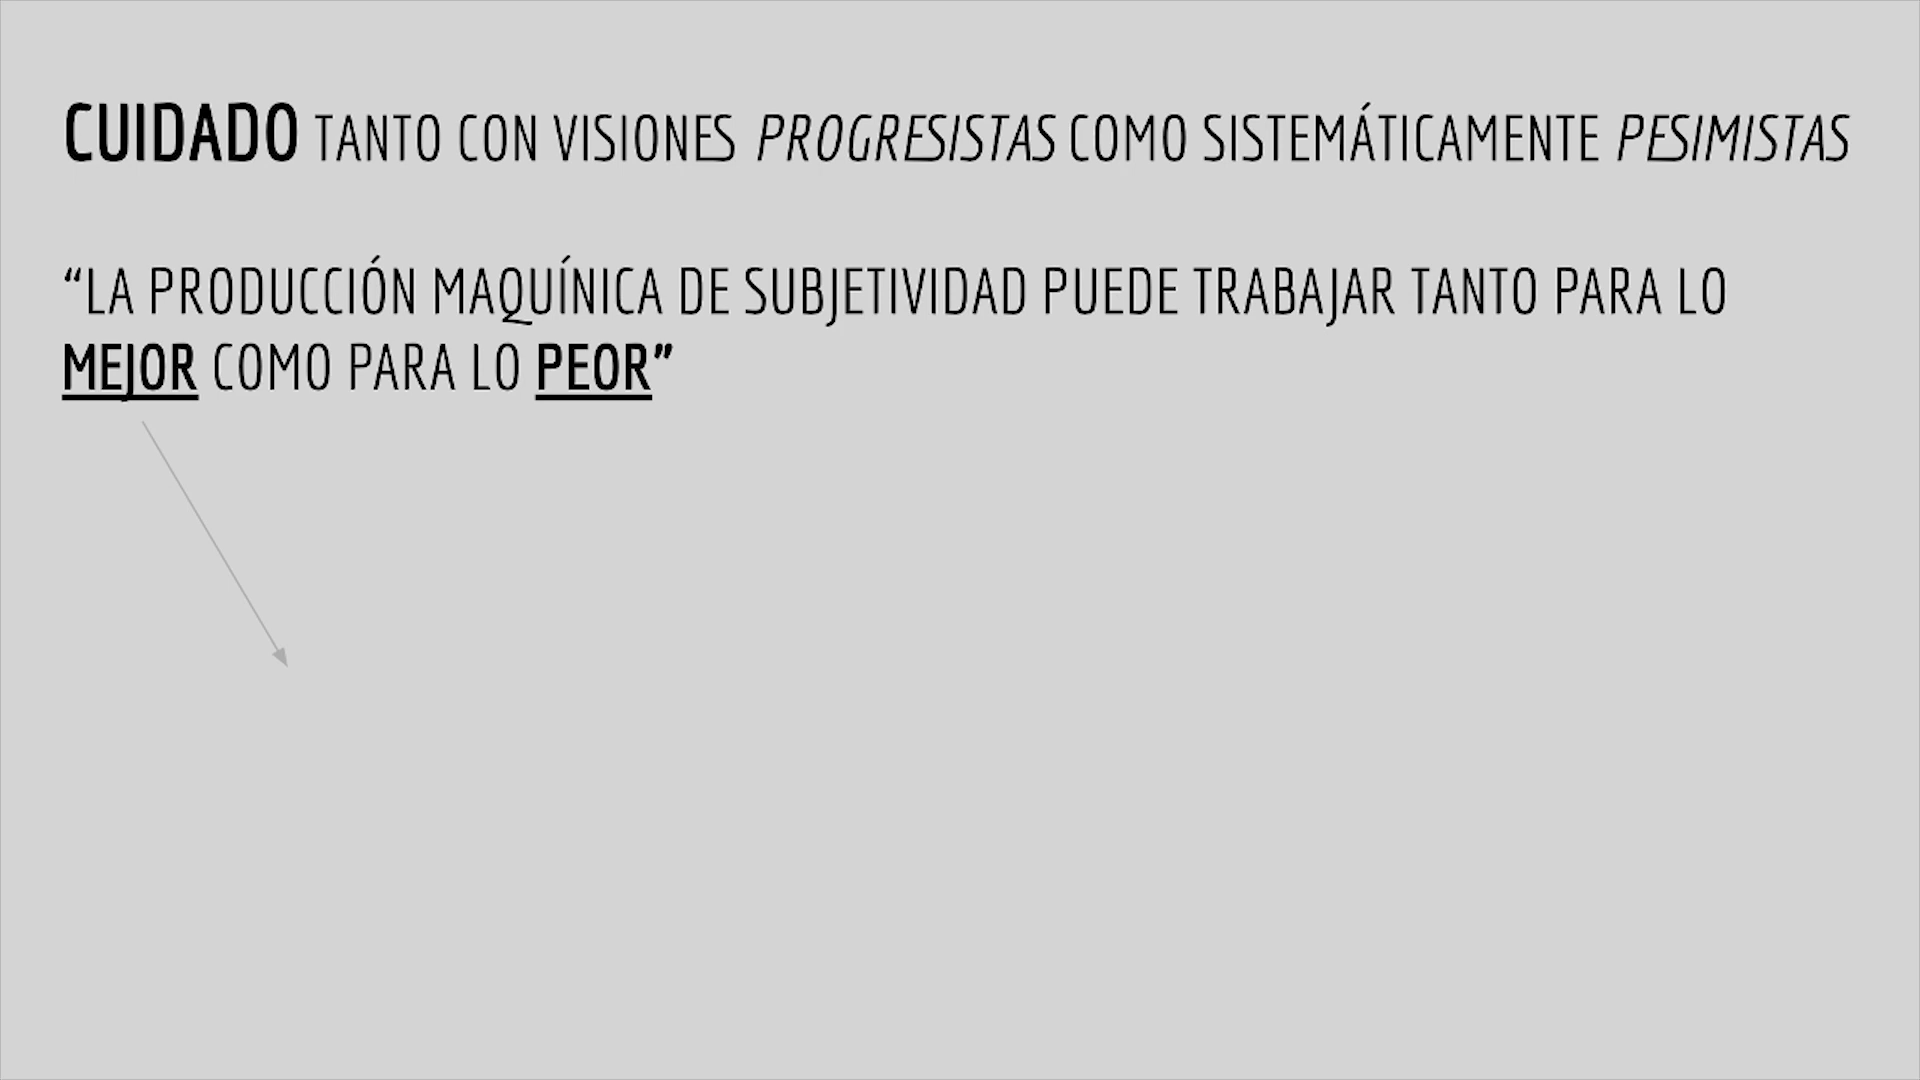 CUIDADO TANTO CON VISIONES PROGRESISTAS COMO SISTEMÁTICAMENTE PESIMISTAS
“LA PRODUCCIÓN MAQUÍNICA DE SUBJETIVIDAD PUEDE TRABAJAR TANTO PARA LO
MEJOR COMO PARA LO PEOR”